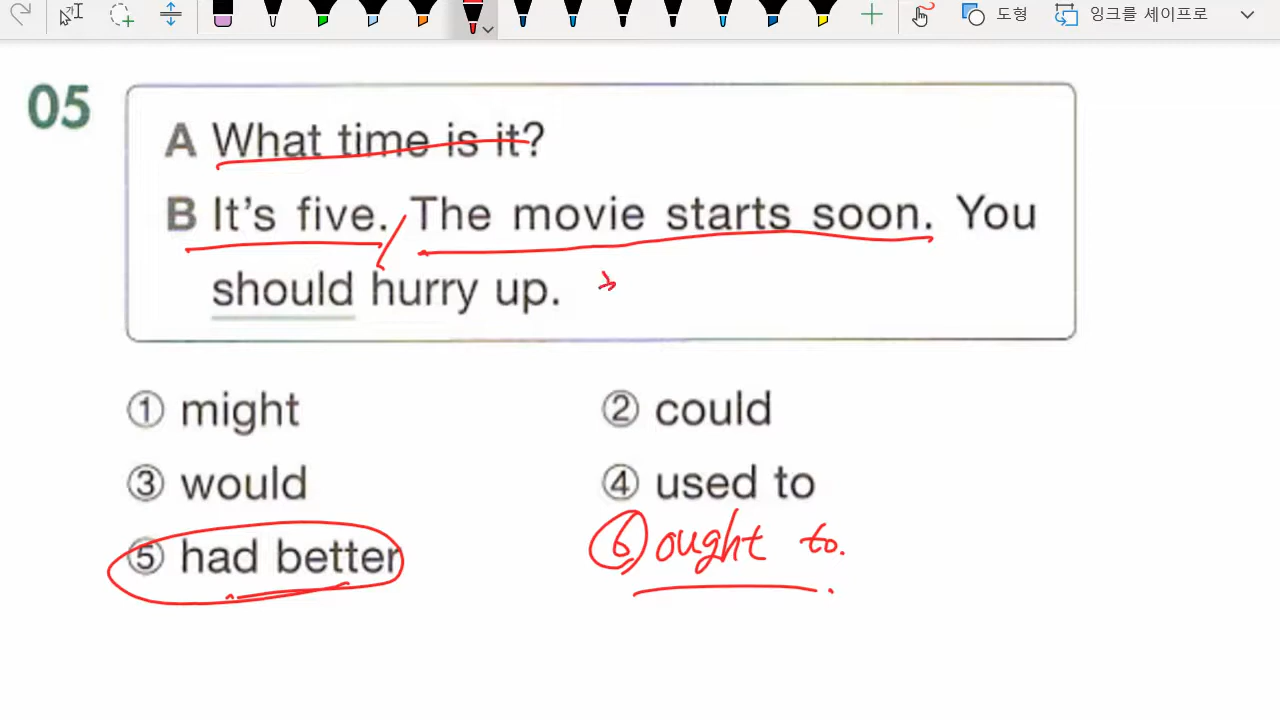 도형 잉크를 셰이프로
05
A What time is it?
B It's five. The movie starts soon. You
should hurry up.
① might ② could
③ would ④ used to
⑤ had better ⑥ ought to.